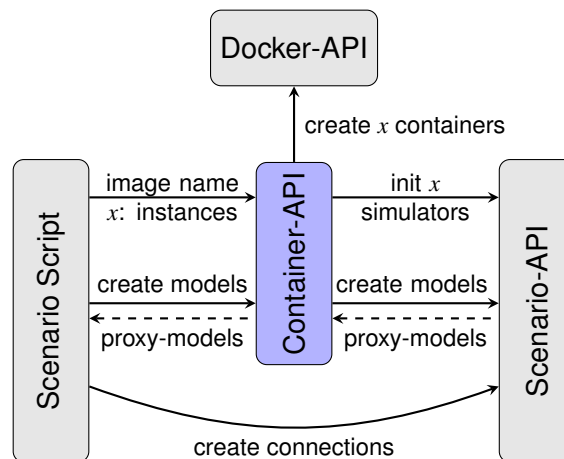 Docker-API
create x containers
Scenario Script
image name
x: instances
Container-API
init x
simulators
Scenario-API
create models
proxy-models
create models
proxy-models
create connections